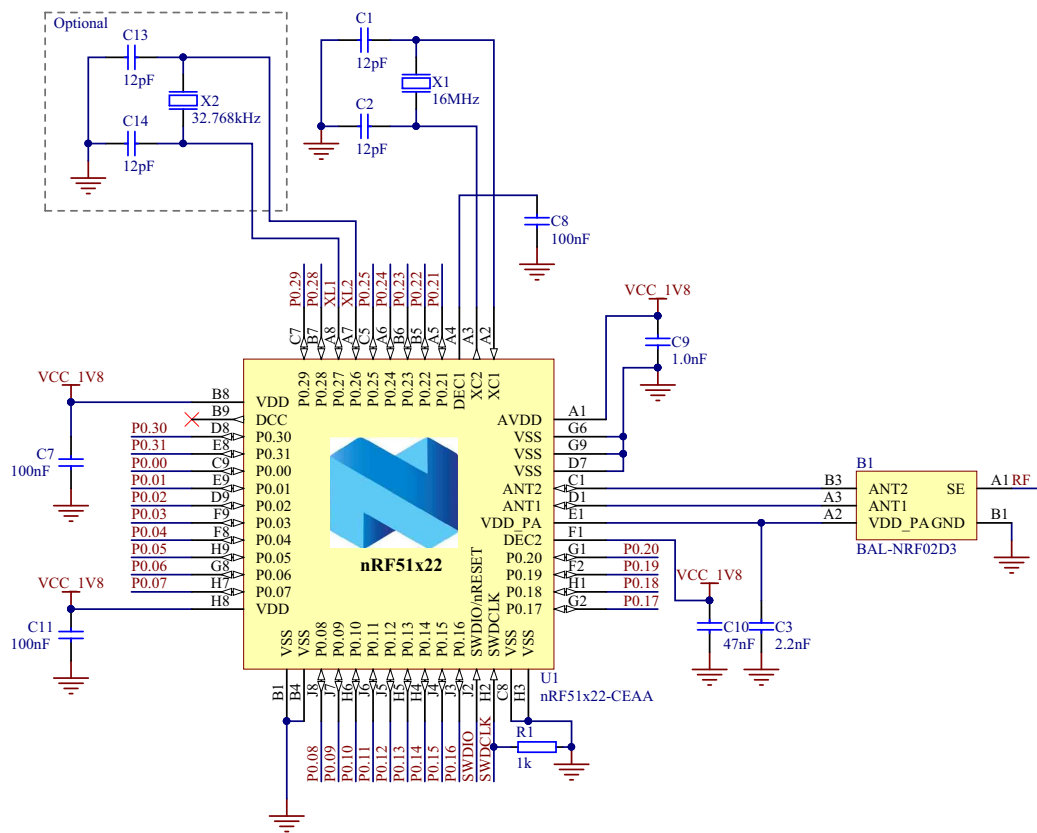 Optional
C13
12pF
X2
32.768kHz
C14
12pF
C1
12pF
X1
16MHz
C2
12pF
C8
100nF
P0.29
P0.28
XL1
XL2
P0.25
P0.24
P0.23
P0.22
P0.21
C7
B7
A8
A7
C5
A6
B6
B5
A5
A4
A3
A2
P0.29
P0.28
P0.27
P0.26
P0.25
P0.24
P0.23
P0.22
P0.21
DEC1
XC2
XC1
VCC_1V8
C9
1.0nF
VCC_1V8
C7
100nF
B8 VDD
B9 DCC
P0.30 D8 P0.30
P0.31 E8 P0.31
P0.00 C9 P0.00
P0.01 E9 P0.01
P0.02 D9 P0.02
P0.03 F9 P0.03
P0.04 F8 P0.04
P0.05 H9 P0.05
P0.06 G8 P0.06
P0.07 H7 P0.07
H8 VDD
VCC_1V8
C11
100nF
nRF51x22
AVDD A1
VSS G6
VSS G9
VSS D7
ANT2 C1
ANT1 D1
VDD_PA E1
DEC2 F1
P0.20 G1 P0.20
P0.19 F2 P0.19
P0.18 H1 P0.18
P0.17 G2 P0.17
B1
B3 ANT2 SE A1 RF
A3 ANT1
A2 VDD_PA GND B1
BAL-NRF02D3
VCC_1V8
C10
47nF
C3
2.2nF
VSS
VSS
P0.08
P0.09
P0.10
P0.11
P0.12
P0.13
P0.14
P0.15
P0.16
SWDIO/nRESET
SWDCLK
VSS
VSS
B1
B4
J8
J7
H6
J6
J5
H5
H4
J4
J3
J2
H2
C8
H3
U1
nRF51x22-CEAA
P0.08
P0.09
P0.10
P0.11
P0.12
P0.13
P0.14
P0.15
P0.16
SWDIO
SWDCLK
R1
1k